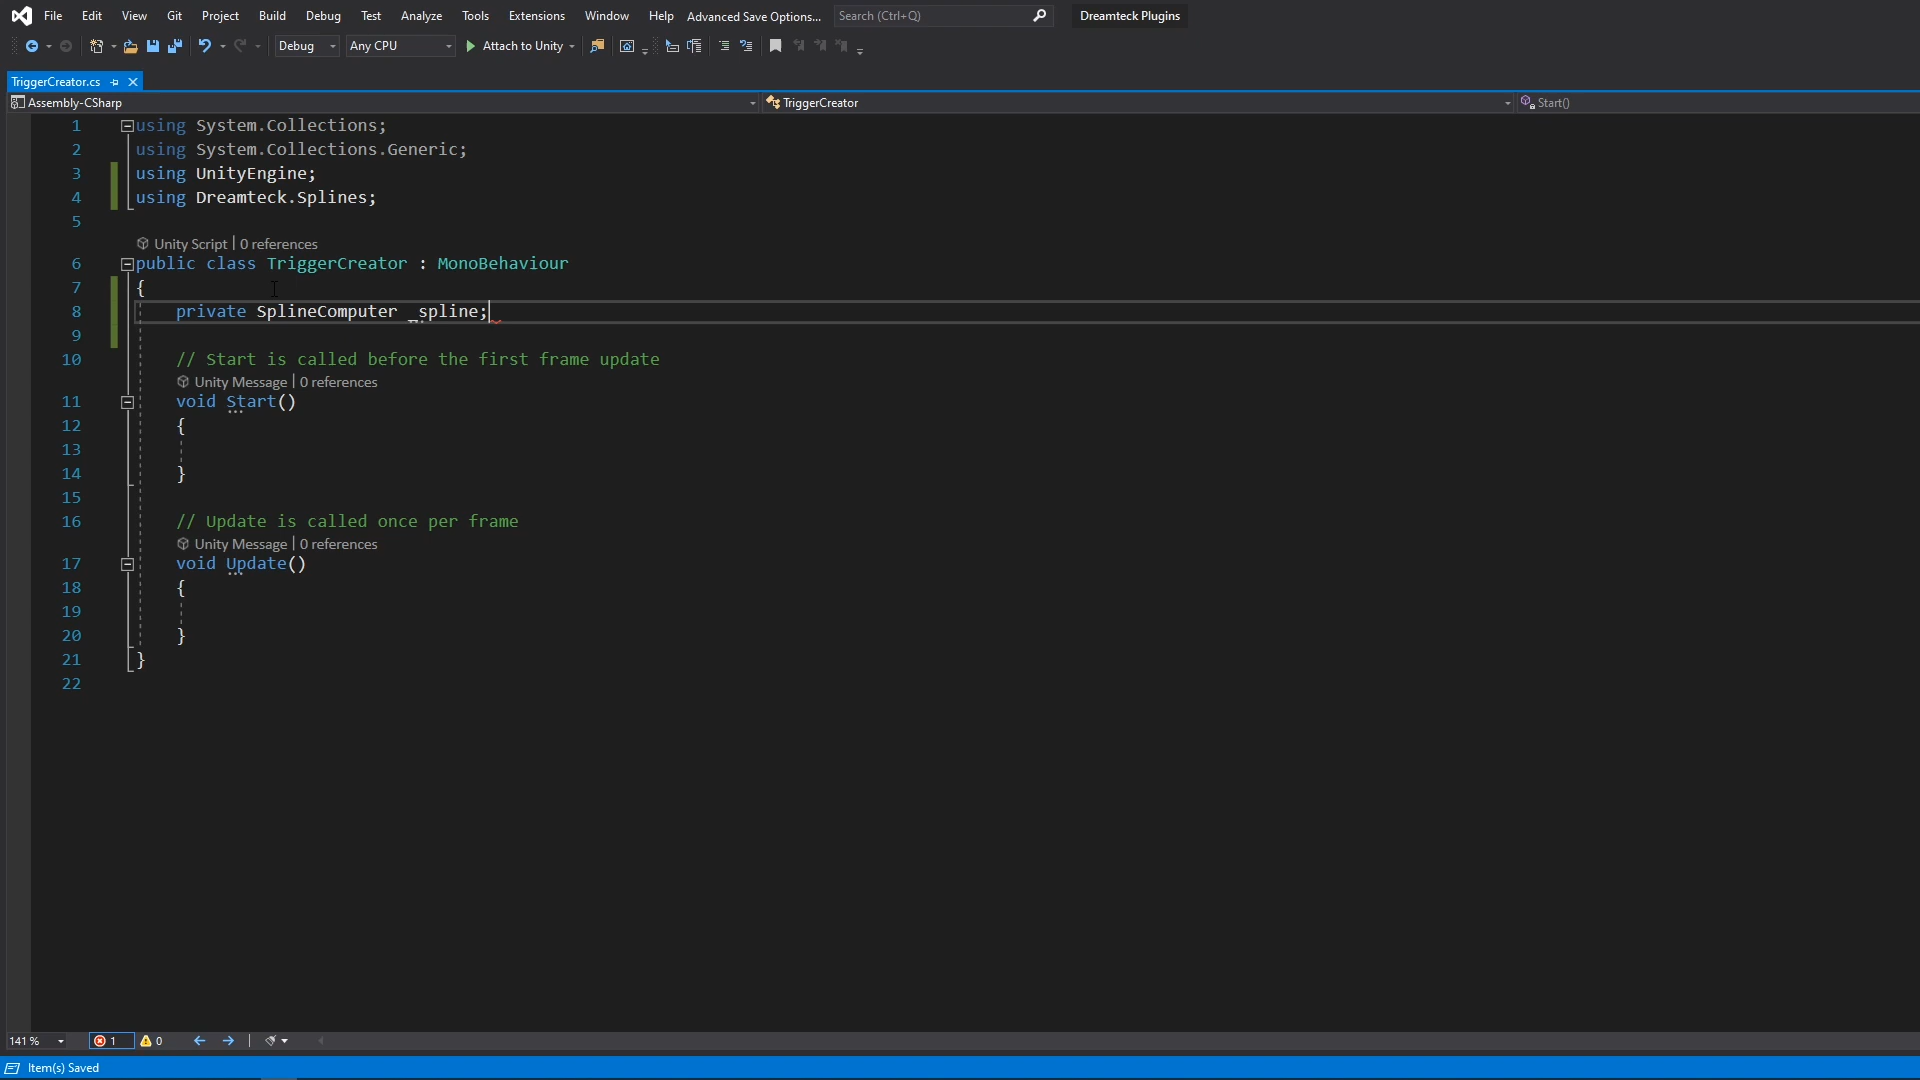 File Edit View Git Project Build Debug Test Analyze Tools Extensions Window Help Advanced Save Options... Search (Ctrl+Q) Dreamteck Plugins
Debug Any CPU Attach to Unity
TriggerCreator.cs
Assembly-CSharp TriggerCreator Start()
1 using System.Collections;
2 using System.Collections.Generic;
3 using UnityEngine;
4 using Dreamteck.Splines;
5
Unity Script | 0 references
6 public class TriggerCreator : MonoBehaviour
7 {
8 private SplineComputer _spline;
9
10 // Start is called before the first frame update
Unity Message | 0 references
11 void Start()
12 {
13
14 }
15
16 // Update is called once per frame
Unity Message | 0 references
17 void Update()
18 {
19
20 }
21 }
22
141 % 1 0
Item(s) Saved